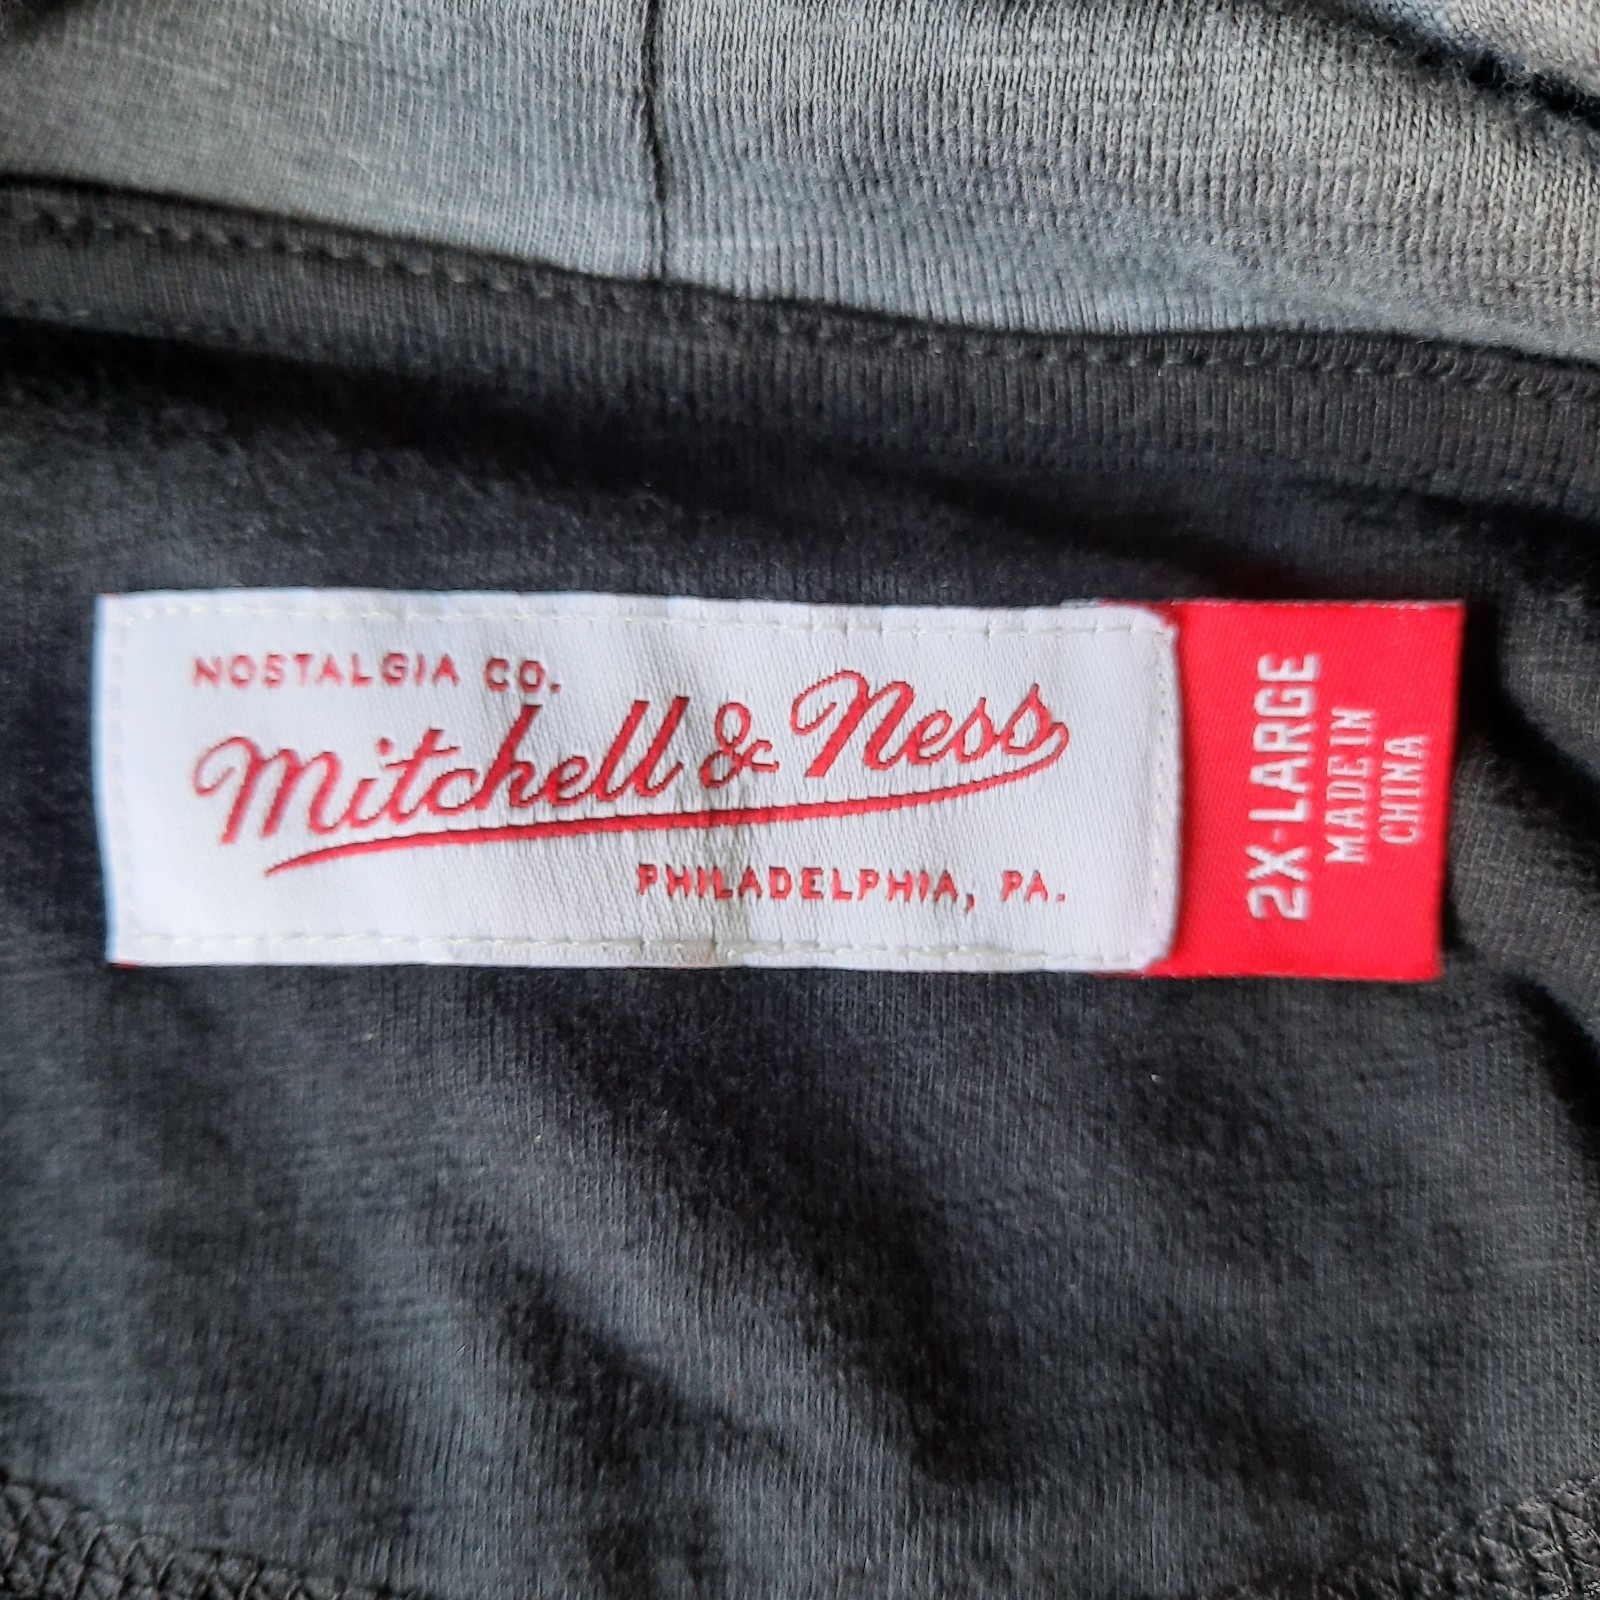 NOSTALGIA CO.
Mitchell & Ness
PHILADELPHIA, PA.
2X-LARGE
MADE IN
CHINA